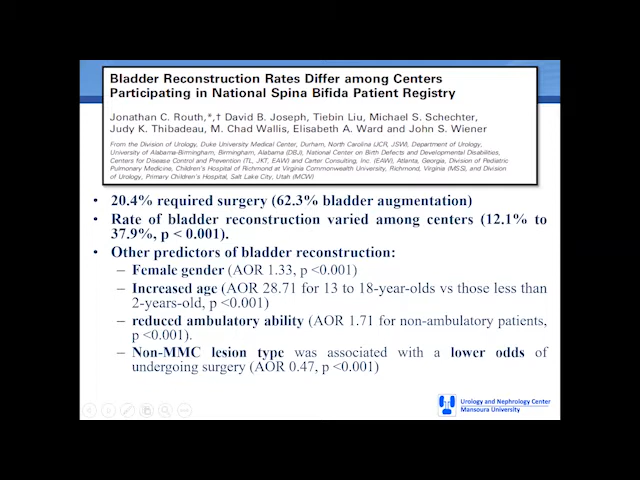 Bladder Reconstruction Rates Differ among Centers
Participating in National Spina Bifida Patient Registry
Jonathan C. Routh,*,† David B. Joseph, Tiebin Liu, Michael S. Schechter,
Judy K. Thibadeau, M. Chad Wallis, Elisabeth A. Ward and John S. Wiener
From the Division of Urology, Duke University Medical Center, Durham, North Carolina (JCR, JSW), Department of Urology,
University of Alabama-Birmingham, Birmingham, Alabama (DBJ), National Center on Birth Defects and Developmental Disabilities,
Centers for Disease Control and Prevention (TL, JKT, EAW) and Carter Consulting, Inc. (EAW), Atlanta, Georgia, Division of Pediatric
Pulmonary Medicine, Children's Hospital of Richmond at Virginia Commonwealth University, Richmond, Virginia (MSS), and Division
of Urology, Primary Children's Hospital, Salt Lake City, Utah (MCW)
• 20.4% required surgery (62.3% bladder augmentation)
• Rate of bladder reconstruction varied among centers (12.1% to
37.9%, p < 0.001).
• Other predictors of bladder reconstruction:
– Female gender (AOR 1.33, p <0.001)
– Increased age (AOR 28.71 for 13 to 18-year-olds vs those less than
2-years-old, p <0.001)
– reduced ambulatory ability (AOR 1.71 for non-ambulatory patients,
p <0.001).
– Non-MMC lesion type was associated with a lower odds of
undergoing surgery (AOR 0.47, p <0.001)
Urology and Nephrology Center
Mansoura University